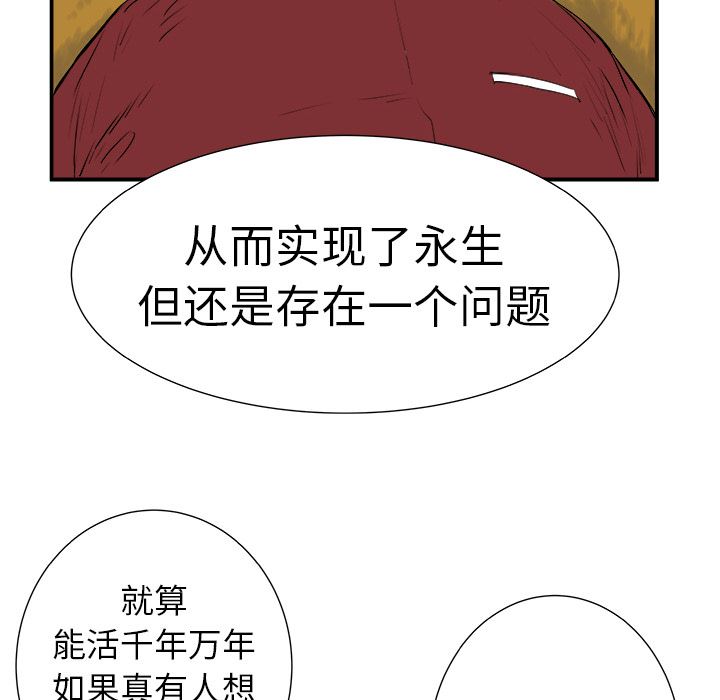 从而实现了永生
但还是存在一个问题
就算
能活千年万年
如果真有人想